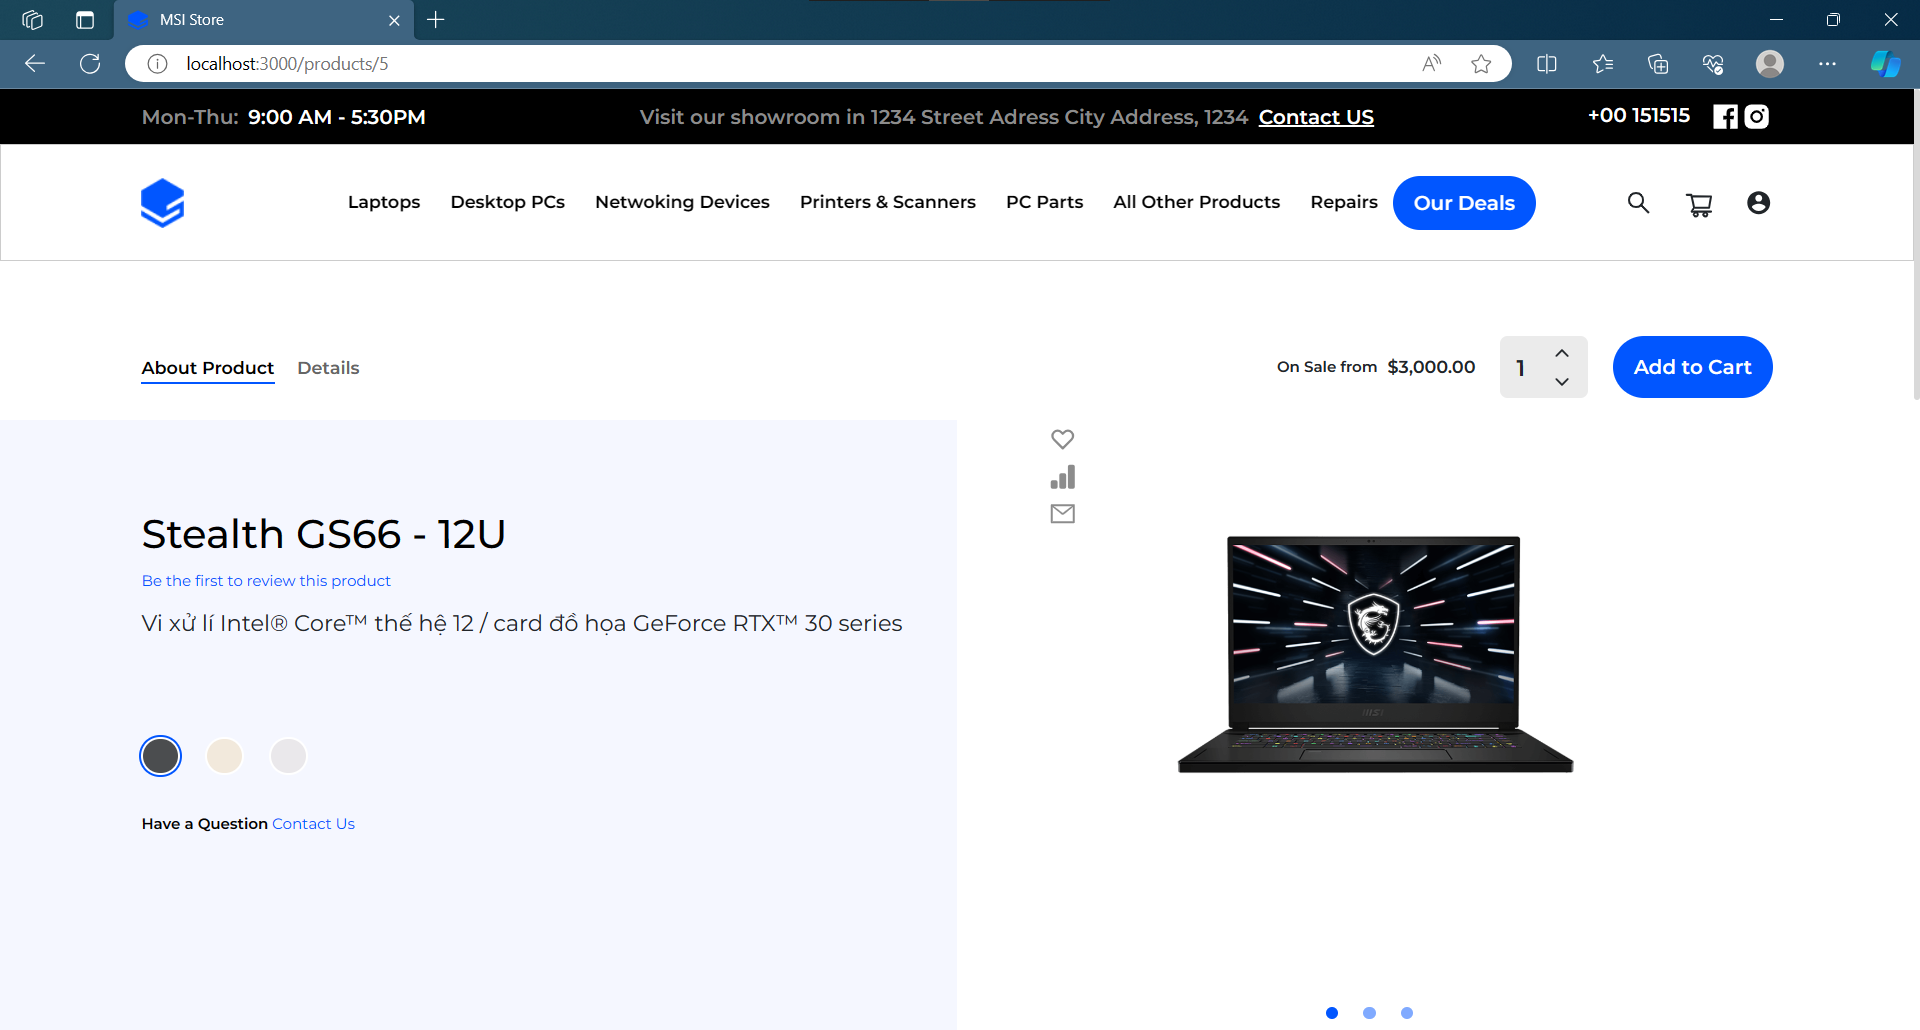 MSI Store
localhost:3000/products/5
Mon-Thu: 9:00 AM - 5:30PM
Visit our showroom in 1234 Street Adress City Address, 1234 Contact US
+00 151515
Laptops
Desktop PCs
Netwoking Devices
Printers & Scanners
PC Parts
All Other Products
Repairs
Our Deals
About Product
Details
On Sale from $3,000.00
1
Add to Cart
Stealth GS66 - 12U
Be the first to review this product
Vi xử lí Intel® Core™ thế hệ 12 / card đồ họa GeForce RTX™ 30 series
Have a Question Contact Us
msi